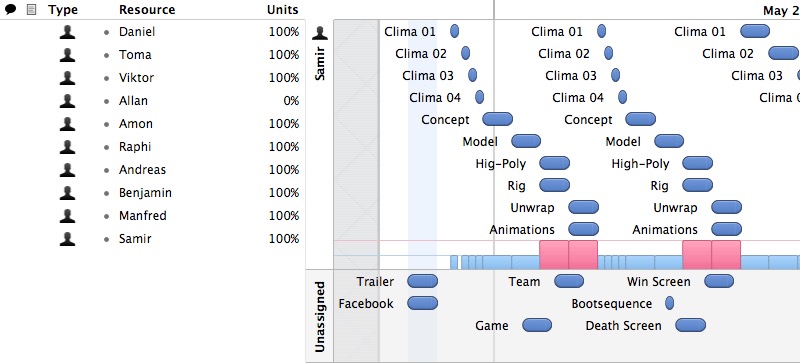 Type Resource Units
Daniel 100%
Toma 100%
Viktor 100%
Allan 0%
Amon 100%
Raphi 100%
Andreas 100%
Benjamin 100%
Manfred 100%
Samir 100%
May 2
Samir
Clima 01 Clima 01 Clima 01
Clima 02 Clima 02 Clima 02
Clima 03 Clima 03 Clima 03
Clima 04 Clima 04 Clima 0
Concept Concept
Model Model
Hig-Poly High-Poly
Rig Rig
Unwrap Unwrap
Animations Animations
Unassigned
Trailer Team Win Screen
Facebook Bootsequence
Game Death Screen